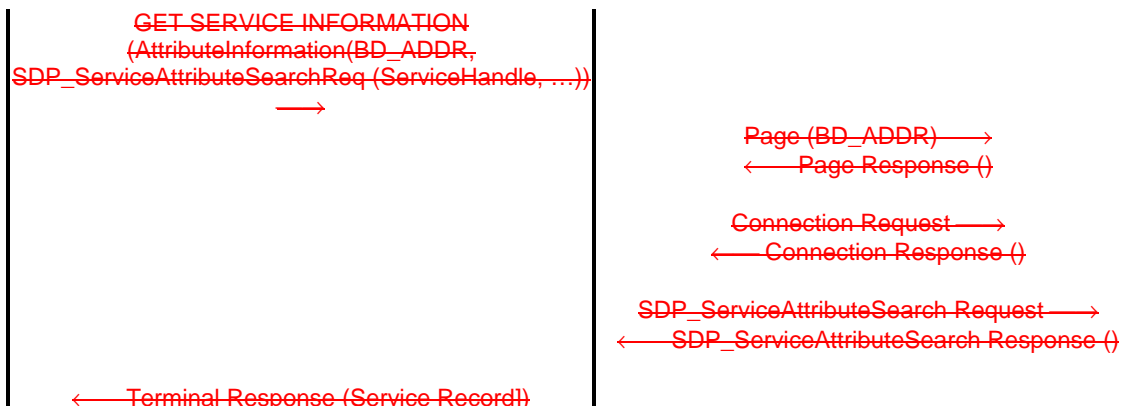 GET SERVICE INFORMATION
(AttributeInformation(BD_ADDR,
SDP_ServiceAttributeSearchReq (ServiceHandle, …))
⟶
Page (BD_ADDR) ⟶
⟵ Page Response ()
Connection Request ⟶
⟵ Connection Response ()
SDP_ServiceAttributeSearch Request ⟶
⟵ SDP_ServiceAttributeSearch Response ()
⟵ Terminal Response (Service Record])